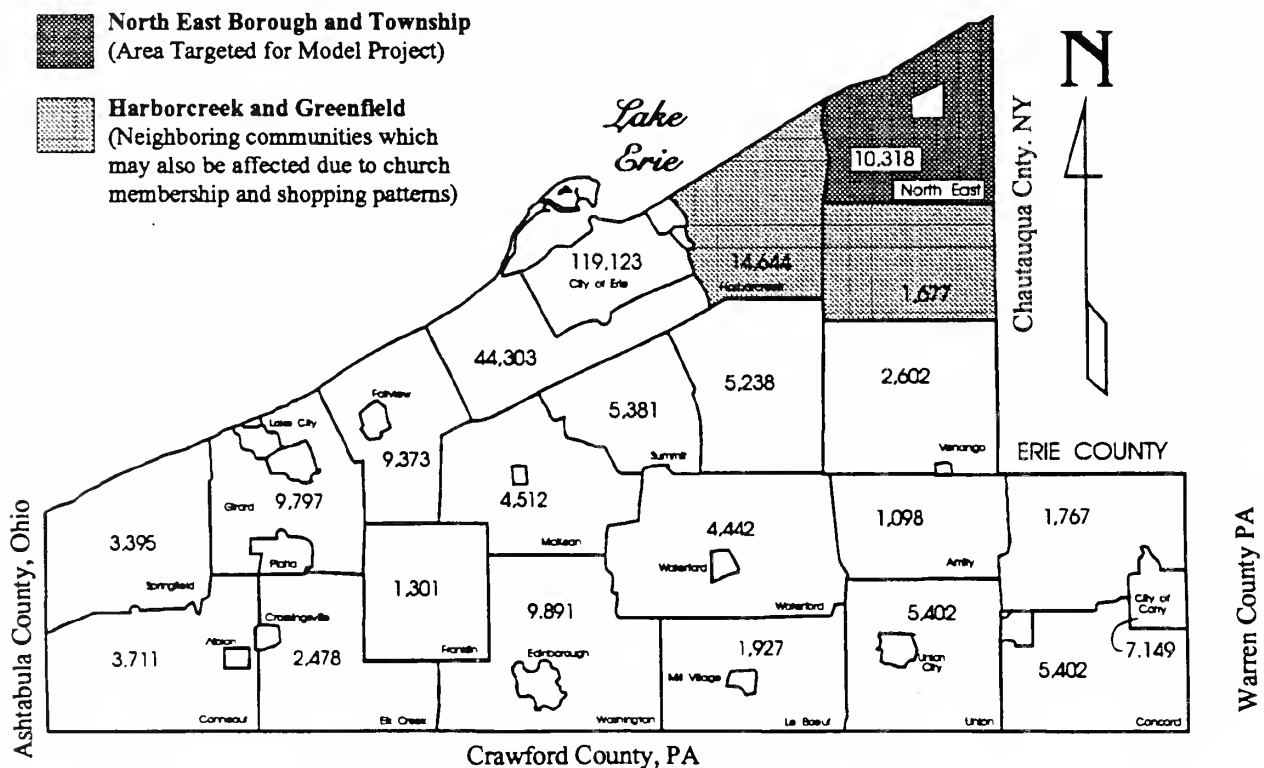 North East Borough and Township
(Area Targeted for Model Project)
Harborcreek and Greenfield
(Neighboring communities which
may also be affected due to church
membership and shopping patterns)
Lake
Erie
N
Chautauqua Cnty. NY
10,318
North East
119,123
City of Erie
14,644
Harborcreek
1,677
44,303
5,238
2,602
Fairview
5,381
Lake City
9,373
Summit
Venango
ERIE COUNTY
Girard
9,797
4,512
4,442
1,098
1,767
3,395
McKean
Platea
Waterford
Amity
Springfield
1,301
Waterford
City of
Corry
Crossingville
9.891
5,402
Albion
3,711
2,478
Franklin
Edinborough
1,927
Union
City
7.149
Mill Village
5,402
Conneaut
Elk Creek
Washington
Le Boeuf
Union
Concord
Ashtabula County, Ohio
Warren County PA
Crawford County, PA